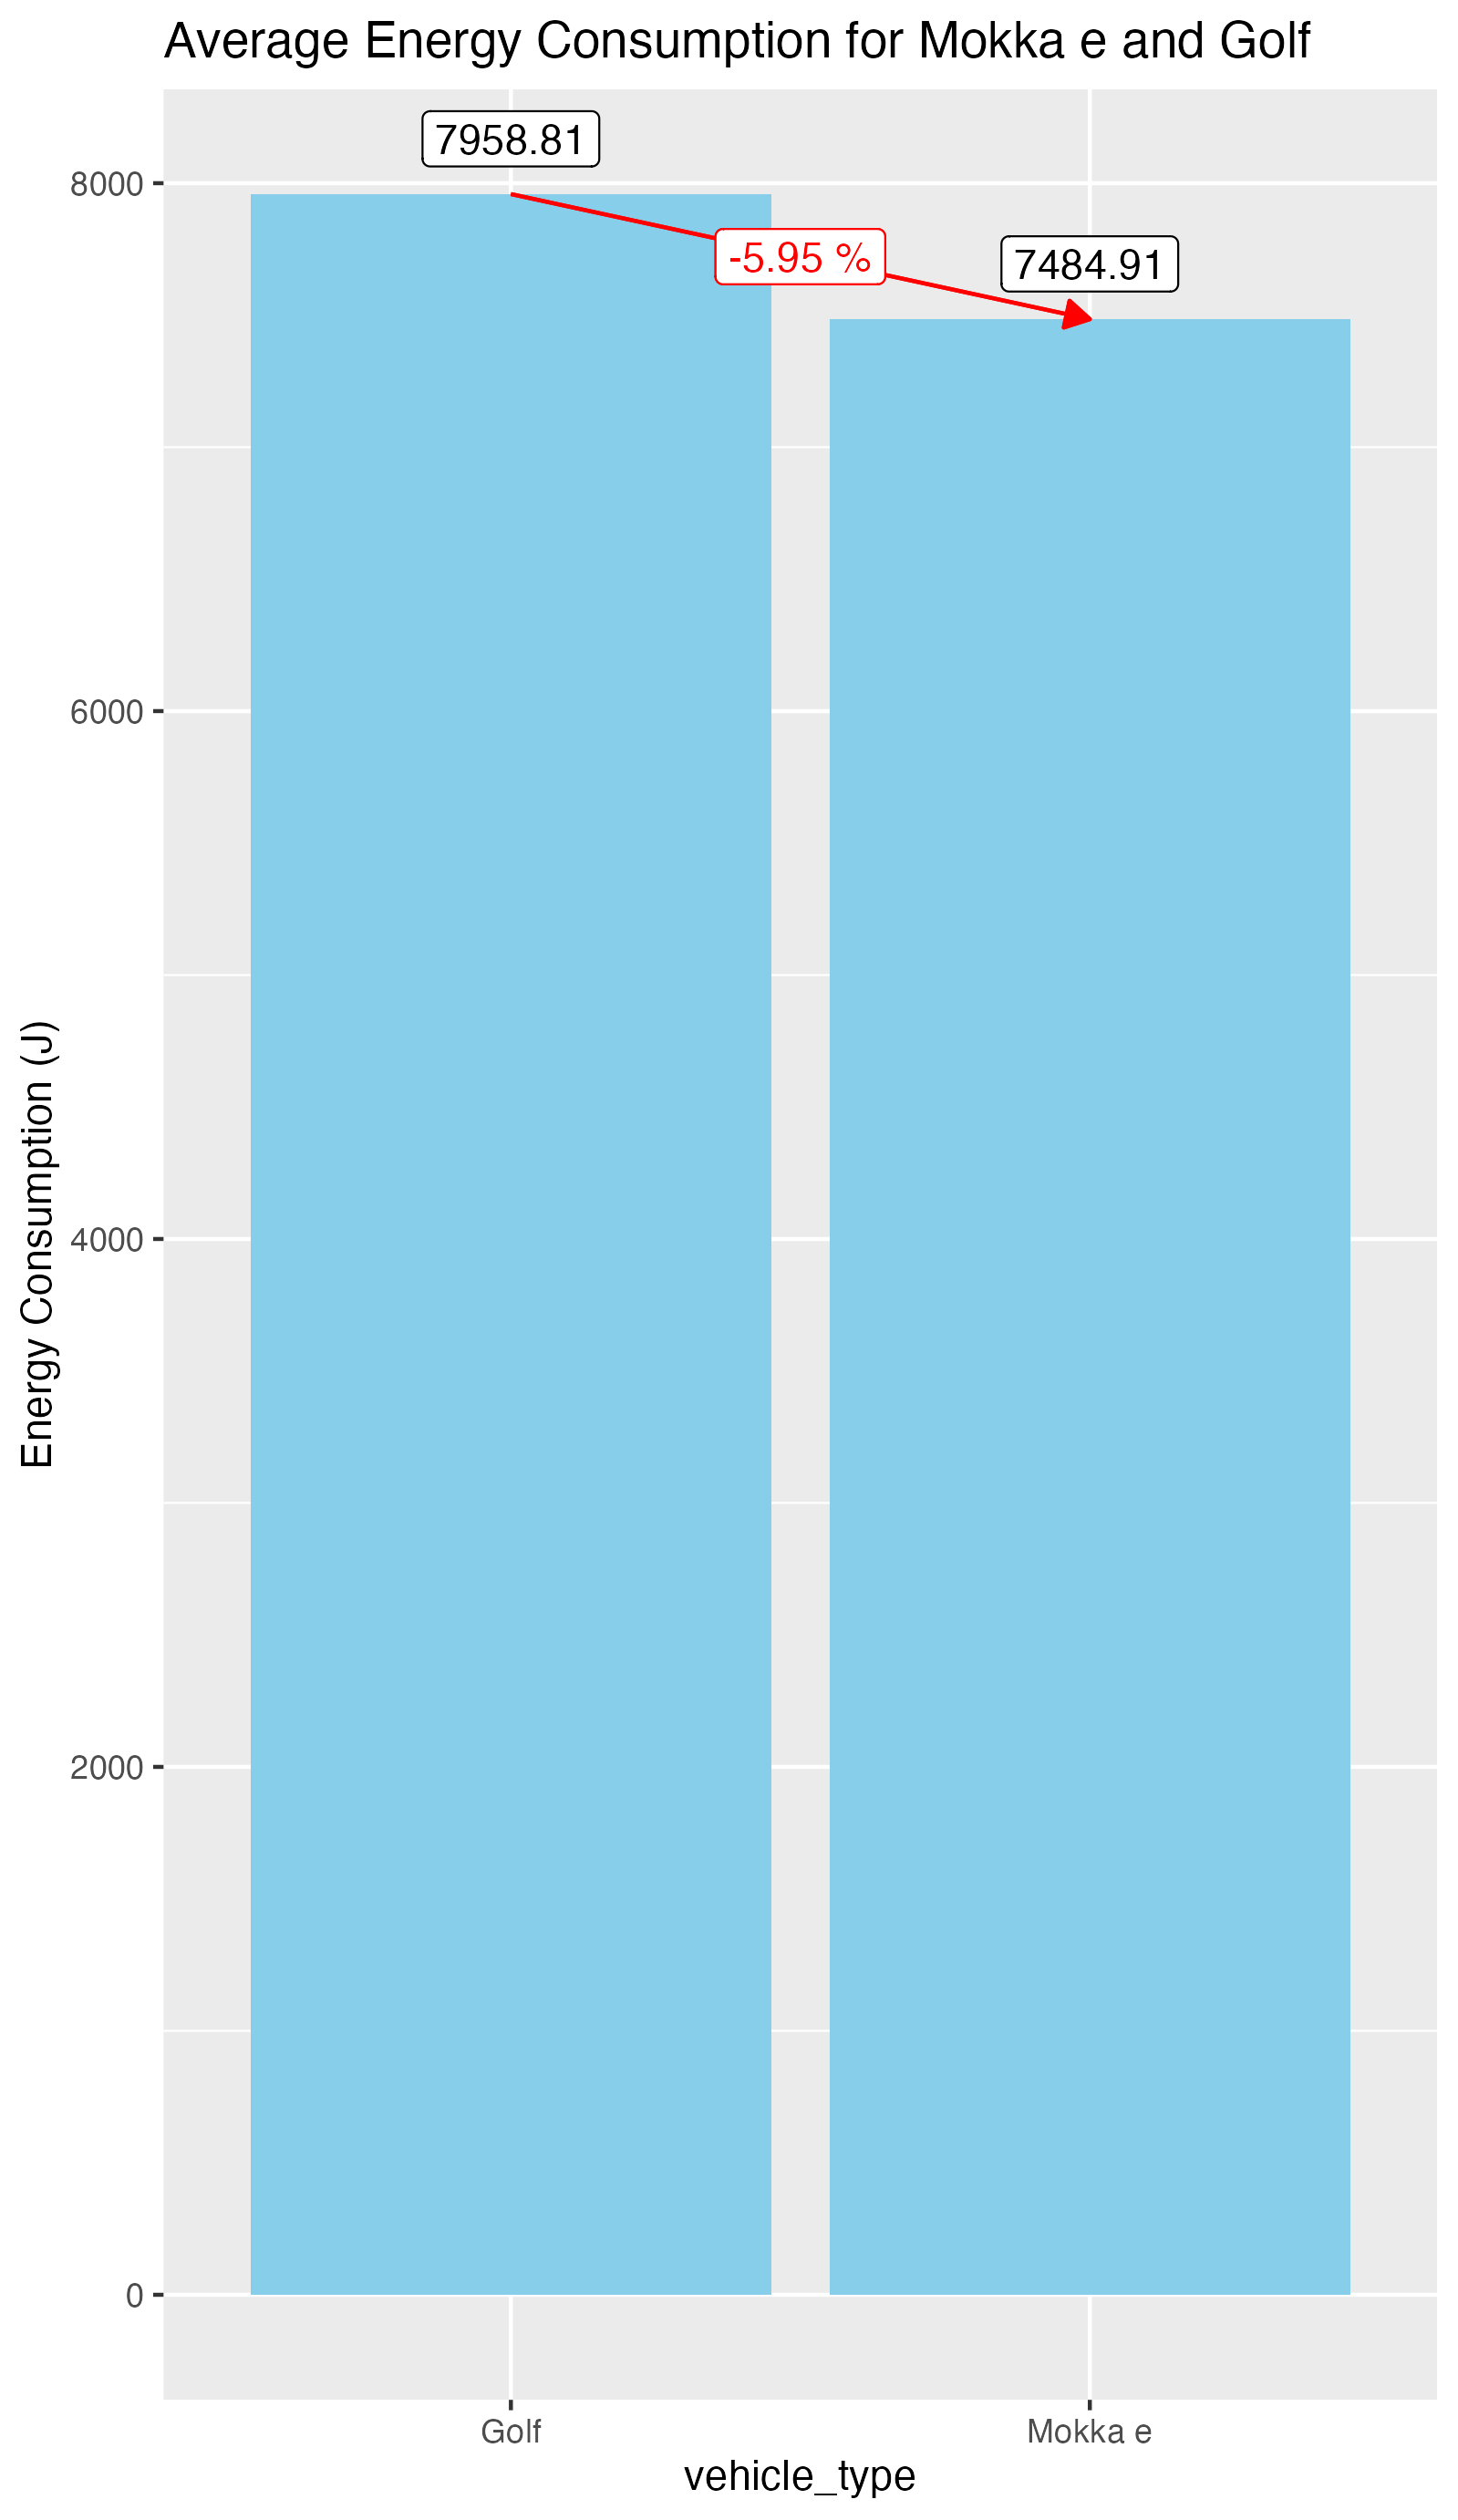 Average Energy Consumption for Mokka e and Golf
7958.81
8000
-5.95 %
7484.91
6000
Energy Consumption (J)
4000
2000
0
Golf
Mokka e
vehicle_type